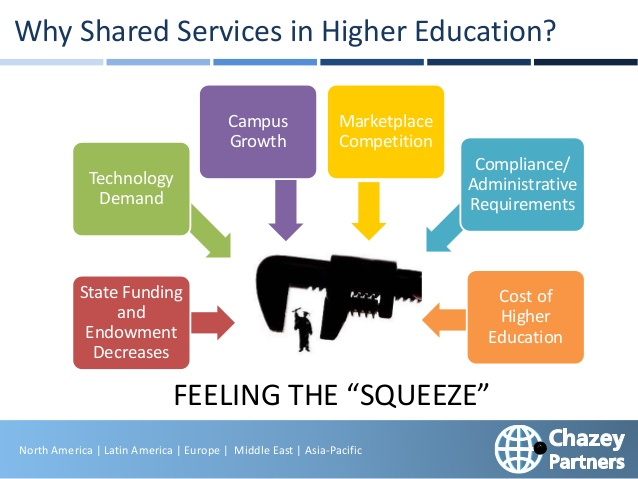 Why Shared Services in Higher Education?
Campus
Growth
Marketplace
Competition
Technology
Demand
Compliance/
Administrative
Requirements
State Funding
and
Endowment
Decreases
Cost of
Higher
Education
FEELING THE “SQUEEZE”
North America | Latin America | Europe | Middle East | Asia-Pacific
Chazey
Partners